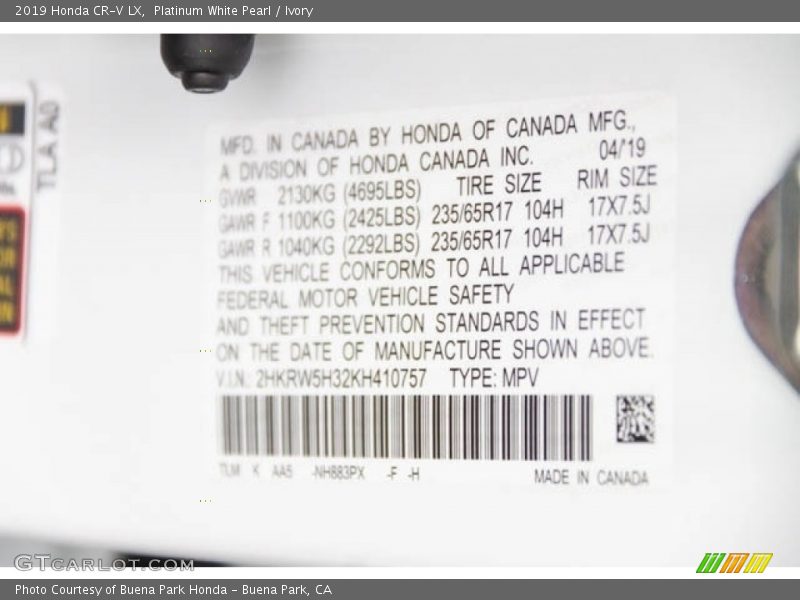 2019 Honda CR-V LX,  Platinum White Pearl / Ivory
TLA A0
MFD. IN CANADA BY HONDA OF CANADA MFG.,
A DIVISION OF HONDA CANADA INC. 04/19
GVWR 2130KG (4695LBS) TIRE SIZE RIM SIZE
GAWR F 1100KG (2425LBS) 235/65R17 104H 17X7.5J
GAWR R 1040KG (2292LBS) 235/65R17 104H 17X7.5J
THIS VEHICLE CONFORMS TO ALL APPLICABLE
FEDERAL MOTOR VEHICLE SAFETY
AND THEFT PREVENTION STANDARDS IN EFFECT
ON THE DATE OF MANUFACTURE SHOWN ABOVE.
V.I.N: 2HKRW5H32KH410757 TYPE: MPV
TLM K AA5 -NH883PX -F -H MADE IN CANADA
GTCARLOT.COM
Photo Courtesy of Buena Park Honda - Buena Park, CA